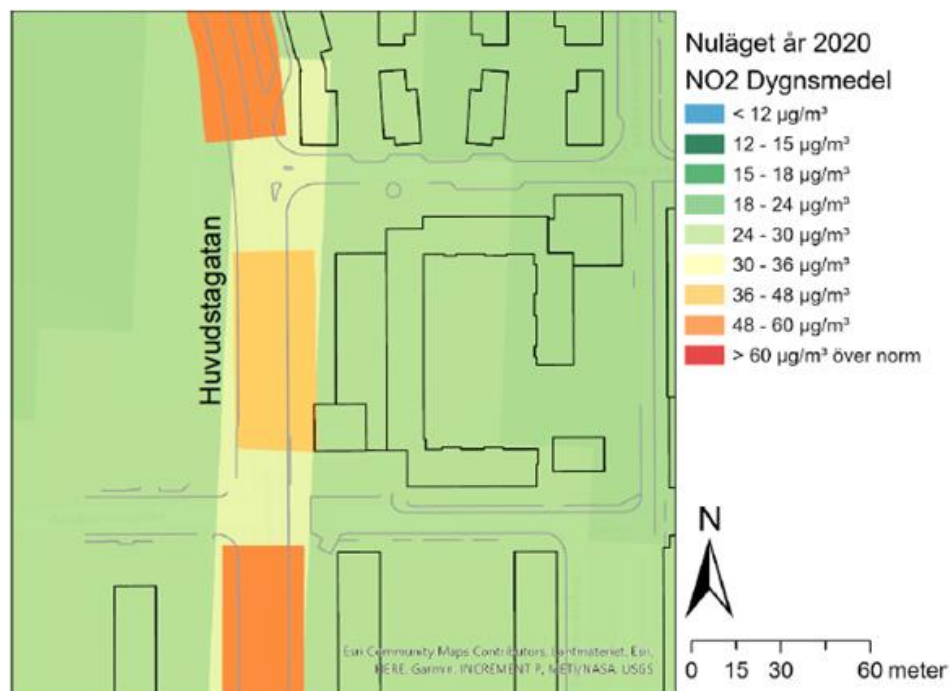 Nuläget år 2020
NO2 Dygnsmedel
< 12 µg/m³
12 - 15 µg/m³
15 - 18 µg/m³
18 - 24 µg/m³
24 - 30 µg/m³
30 - 36 µg/m³
36 - 48 µg/m³
48 - 60 µg/m³
> 60 µg/m³ över norm
Huvudstagatan
N
0 15 30 60 meter
Esri Community Maps Contributors, Lantmäteriet, Esri,
HERE, Garmin, INCREMENT P, METI/NASA, USGS